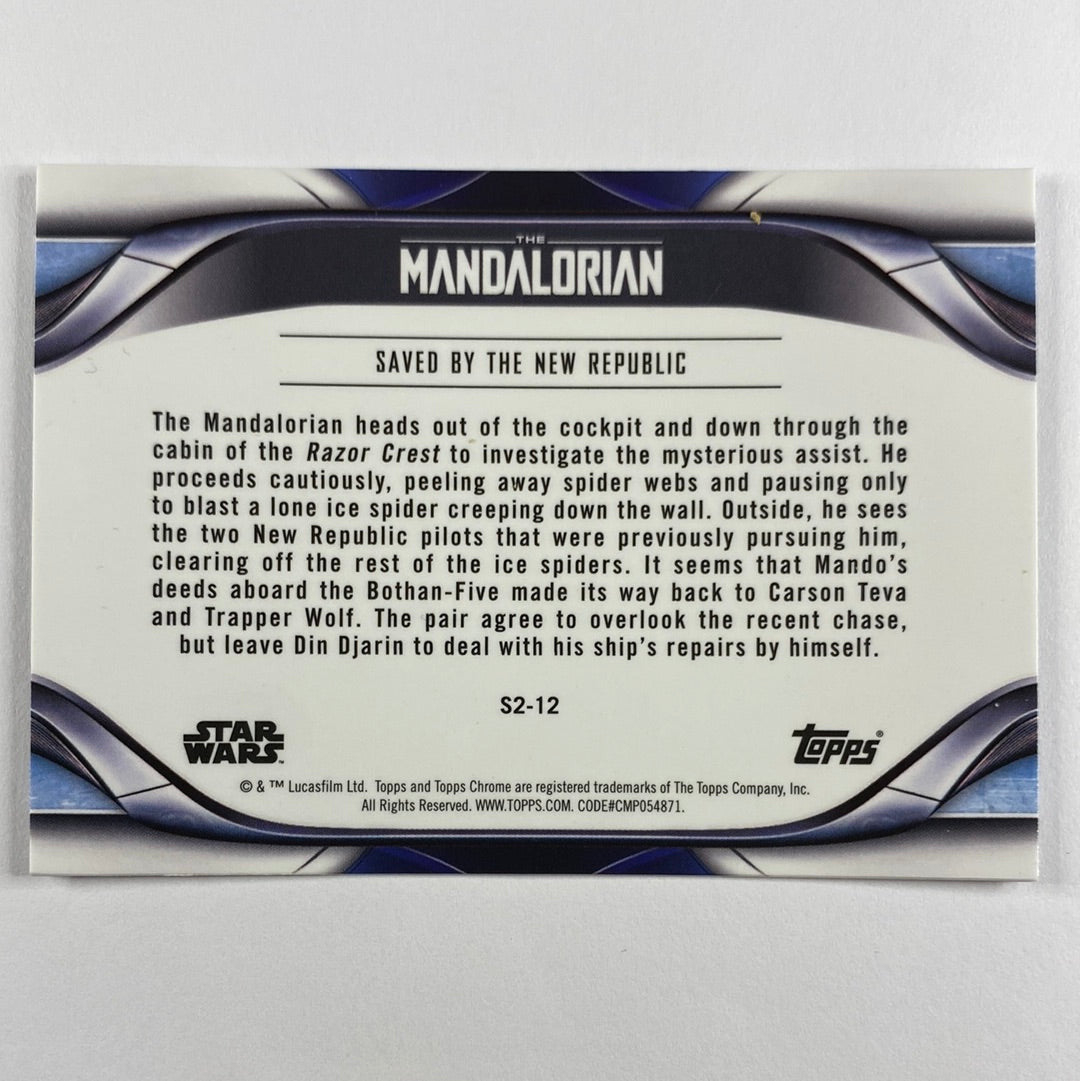 THE
MANDALORIAN
SAVED BY THE NEW REPUBLIC
The Mandalorian heads out of the cockpit and down through the
cabin of the Razor Crest to investigate the mysterious assist. He
proceeds cautiously, peeling away spider webs and pausing only
to blast a lone ice spider creeping down the wall. Outside, he sees
the two New Republic pilots that were previously pursuing him,
clearing off the rest of the ice spiders. It seems that Mando's
deeds aboard the Bothan-Five made its way back to Carson Teva
and Trapper Wolf. The pair agree to overlook the recent chase,
but leave Din Djarin to deal with his ship's repairs by himself.
S2-12
STAR
WARS™
Topps®
© & ™ Lucasfilm Ltd. Topps and Topps Chrome are registered trademarks of The Topps Company, Inc.
All Rights Reserved. WWW.TOPPS.COM. CODE#CMP054871.